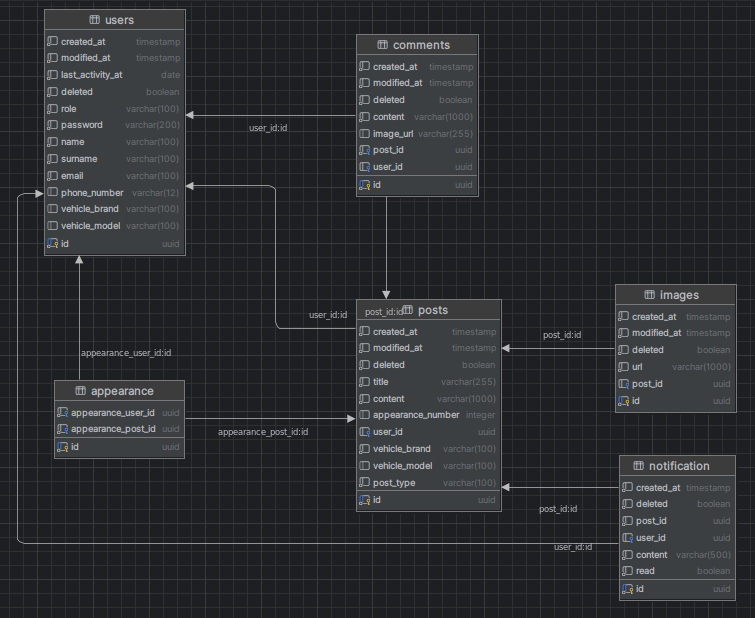 users
created_at timestamp
modified_at timestamp
last_activity_at date
deleted boolean
role varchar(100)
password varchar(200)
name varchar(100)
surname varchar(100)
email varchar(100)
phone_number varchar(12)
vehicle_brand varchar(100)
vehicle_model varchar(100)
id uuid
comments
created_at timestamp
modified_at timestamp
deleted boolean
content varchar(1000)
image_url varchar(255)
post_id uuid
user_id uuid
id uuid
user_id:id
user_id:id
post_id:id
posts
created_at timestamp
modified_at timestamp
deleted boolean
title varchar(255)
content varchar(1000)
appearance_number integer
user_id uuid
vehicle_brand varchar(100)
vehicle_model varchar(100)
post_type varchar(100)
id uuid
images
created_at timestamp
modified_at timestamp
deleted boolean
url varchar(1000)
post_id uuid
id uuid
post_id:id
appearance_user_id:id
appearance
appearance_user_id uuid
appearance_post_id uuid
id uuid
appearance_post_id:id
notification
created_at timestamp
deleted boolean
post_id uuid
user_id uuid
content varchar(500)
read boolean
id uuid
post_id:id
user_id:id